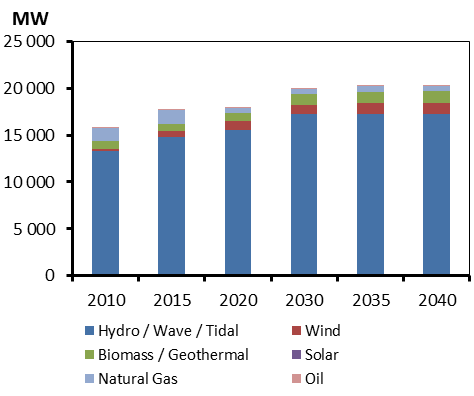 MW
25 000
20 000
15 000
10 000
5 000
0
2010 2015 2020 2030 2035 2040
Hydro / Wave / Tidal Wind
Biomass / Geothermal Solar
Natural Gas Oil